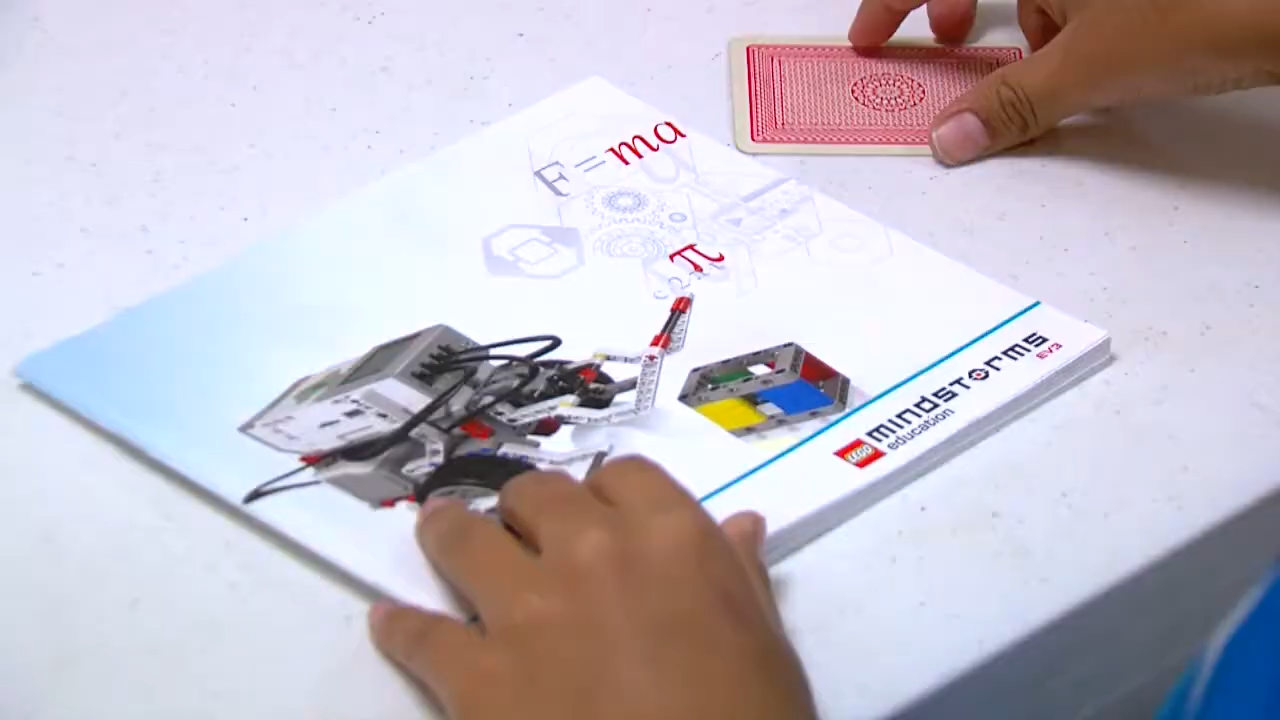 F=ma
π
LEGO
mindstorms
education
EV3